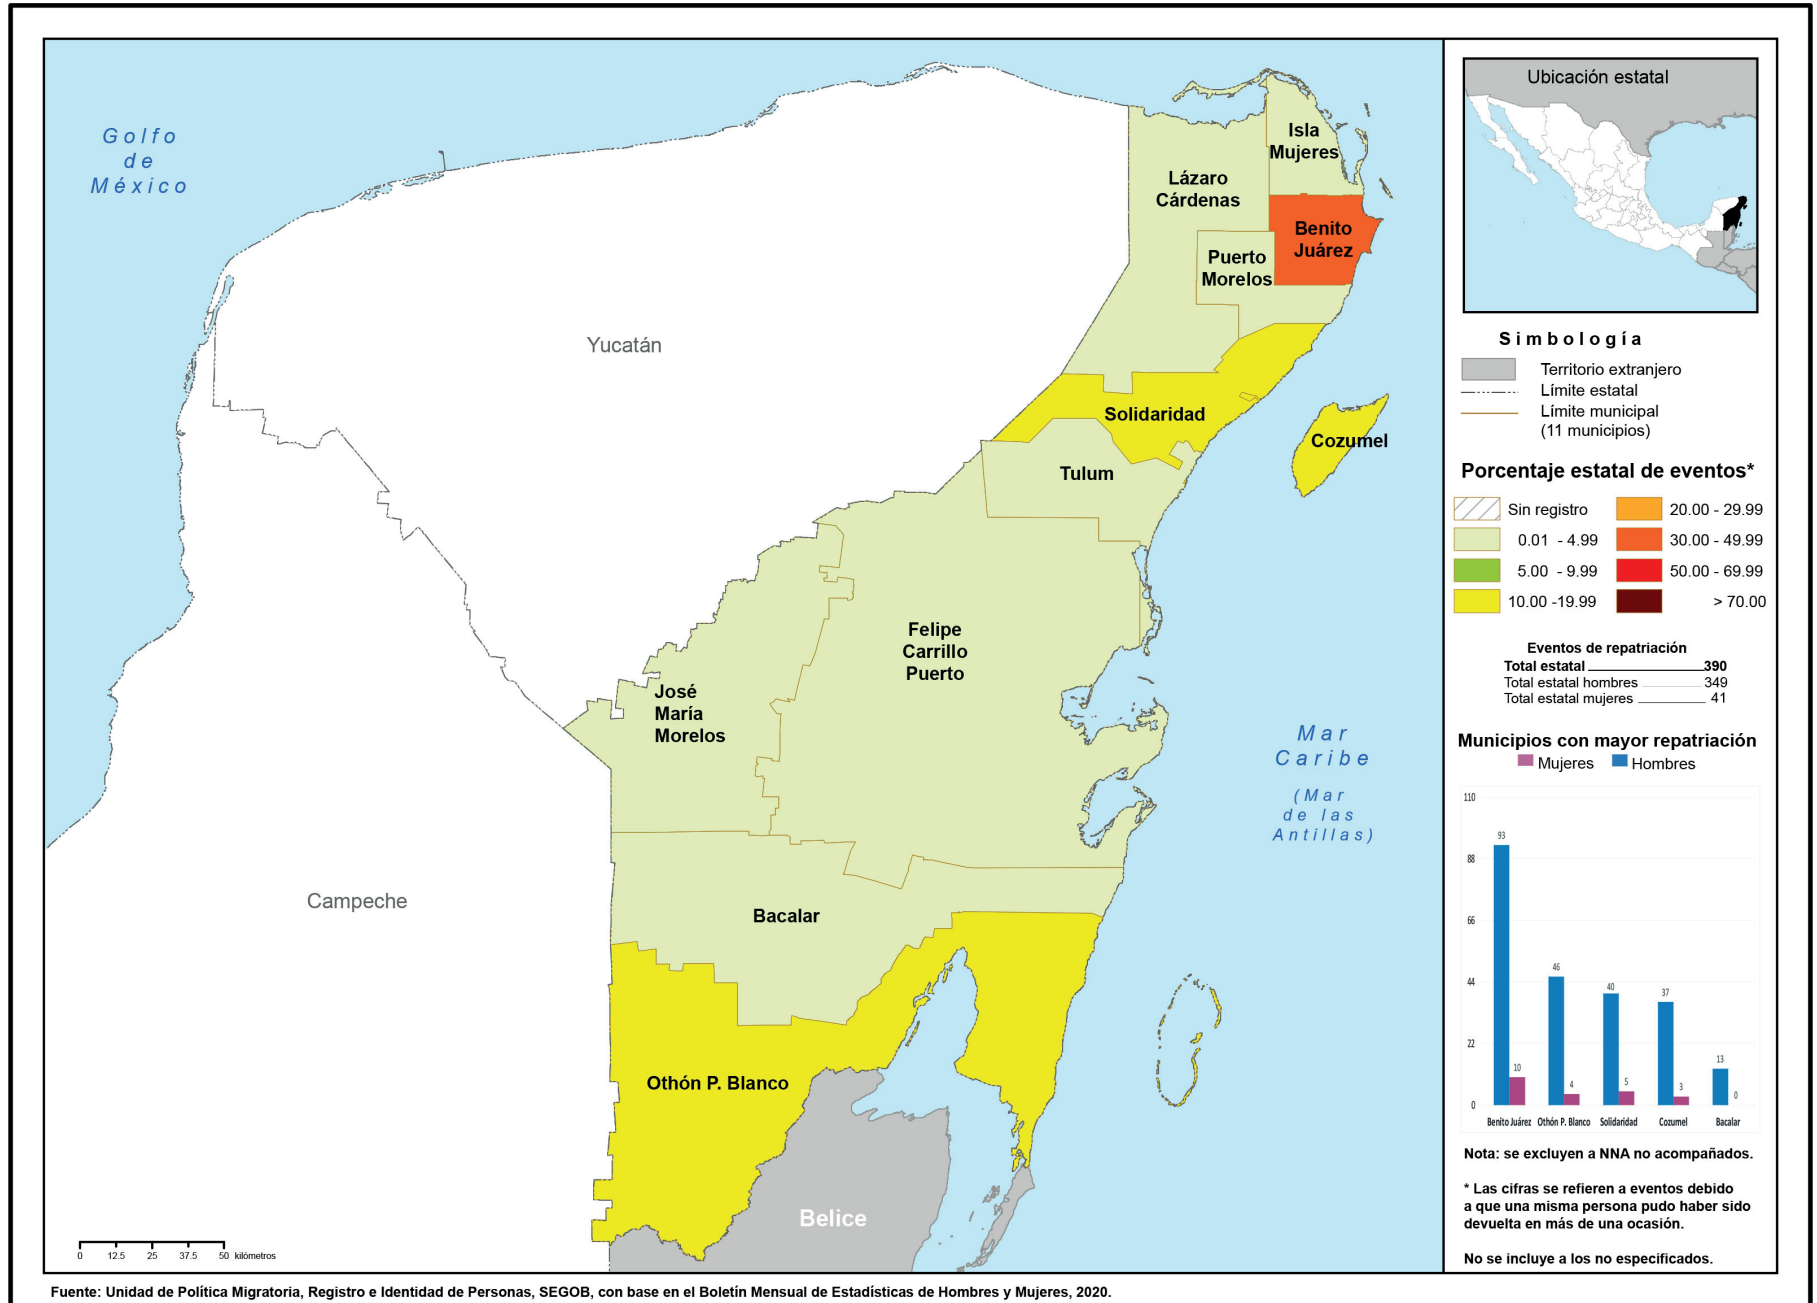 Golfo
de
México
Yucatán
Campeche
Isla
Mujeres
Lázaro
Cárdenas
Benito
Juárez
Puerto
Morelos
Solidaridad
Cozumel
Tulum
Felipe
Carrillo
Puerto
José
María
Morelos
Bacalar
Othón P. Blanco
Belice
Mar
Caribe
(Mar
de las
Antillas)
0 12.5 25 37.5 50 kilómetros
Ubicación estatal
Simbología
Territorio extranjero
Límite estatal
Límite municipal
(11 municipios)
Porcentaje estatal de eventos*
Sin registro 20.00 - 29.99
0.01 - 4.99 30.00 - 49.99
5.00 - 9.99 50.00 - 69.99
10.00 -19.99 > 70.00
Eventos de repatriación
Total estatal 390
Total estatal hombres 349
Total estatal mujeres 41
Municipios con mayor repatriación
Mujeres Hombres
110
88
66
44
22
0
93 10 46 4 40 5 37 3 13 0
Benito Juárez Othón P. Blanco Solidaridad Cozumel Bacalar
Nota: se excluyen a NNA no acompañados.
* Las cifras se refieren a eventos debido
a que una misma persona pudo haber sido
devuelta en más de una ocasión.
No se incluye a los no especificados.
Fuente: Unidad de Política Migratoria, Registro e Identidad de Personas, SEGOB, con base en el Boletín Mensual de Estadísticas de Hombres y Mujeres, 2020.